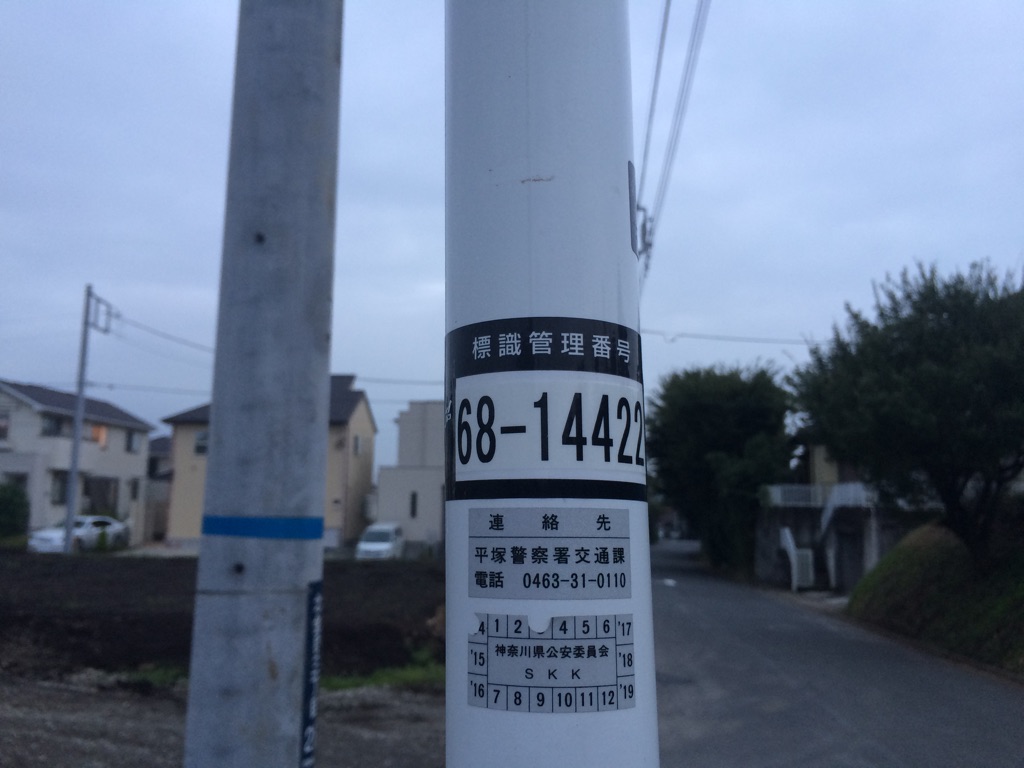 標識管理番号
68-14422
連絡先
平塚警察署交通課
電話 0463-31-0110
4 1 2 4 5 6 '17
'15 神奈川県公安委員会 '18
SKK
'16 7 8 9 10 11 12 '19